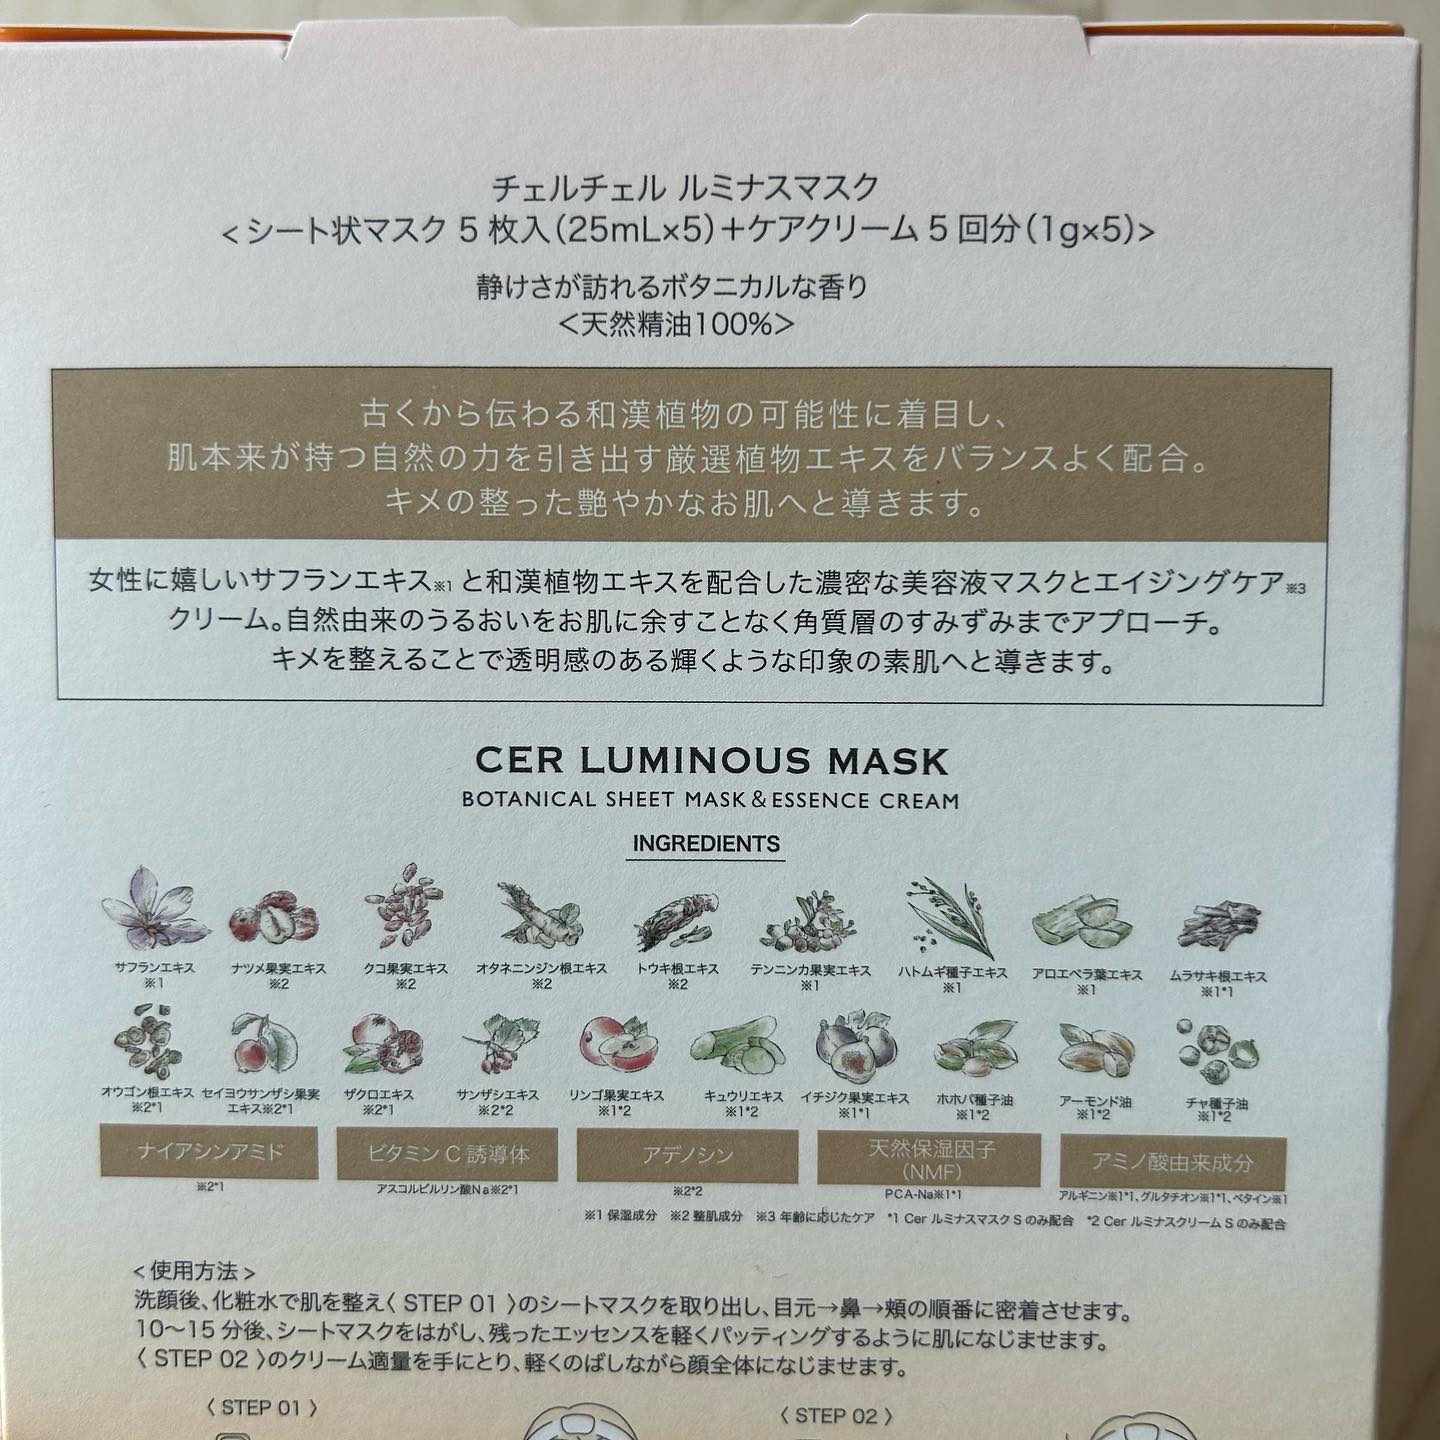 チェルチェル ルミナスマスク
<シート状マスク 5 枚入（25mL×5）＋ケアクリーム 5 回分（1g×5）>
静けさが訪れるボタニカルな香り
＜天然精油100%＞
古くから伝わる和漢植物の可能性に着目し、
肌本来が持つ自然の力を引き出す厳選植物エキスをバランスよく配合。
キメの整った艶やかなお肌へと導きます。
女性に嬉しいサフランエキス※1 と和漢植物エキスを配合した濃密な美容液マスクとエイジングケア※3
クリーム。自然由来のうるおいをお肌に余すことなく角質層のすみずみまでアプローチ。
キメを整えることで透明感のある輝くような印象の素肌へと導きます。
CER LUMINOUS MASK
BOTANICAL SHEET MASK＆ESSENCE CREAM
INGREDIENTS
サフランエキス ナツメ果実エキス クコ果実エキス オタネニンジン根エキス トウキ根エキス テンニンカ果実エキス ハトムギ種子エキス アロエベラ葉エキス ムラサキ根エキス
※1 ※2 ※2 ※2 ※2 ※1 ※1 ※1 ※1*1
オウゴン根エキス セイヨウサンザシ果実 ザクロエキス サンザシエキス リンゴ果実エキス キュウリエキス イチジク果実エキス ホホバ種子油 アーモンド油 チャ種子油
※2*1 エキス※2*1 ※2*1 ※2*2 ※1*2 ※1*2 ※1*1 ※1*2 ※1*2 ※1*2
ナイアシンアミド ビタミン C 誘導体 アデノシン 天然保湿因子 アミノ酸由来成分
（NMF）
※2*1 アスコルビルリン酸Na※2*1 ※2*2 PCA-Na※1*1 アルギニン※1*1、グルタチオン※1*1、ベタイン※1
※1 保湿成分 ※2 整肌成分 ※3 年齢に応じたケア *1 Cer ルミナスマスク S のみ配合 *2 Cer ルミナスクリーム S のみ配合
< 使用方法 >
洗顔後、化粧水で肌を整え〈 STEP 01 〉のシートマスクを取り出し、目元→鼻→頬の順番に密着させます。
10〜15 分後、シートマスクをはがし、残ったエッセンスを軽くパッティングするように肌になじませます。
〈 STEP 02 〉のクリーム適量を手にとり、軽くのばしながら顔全体になじませます。
〈 STEP 01 〉 〈 STEP 02 〉